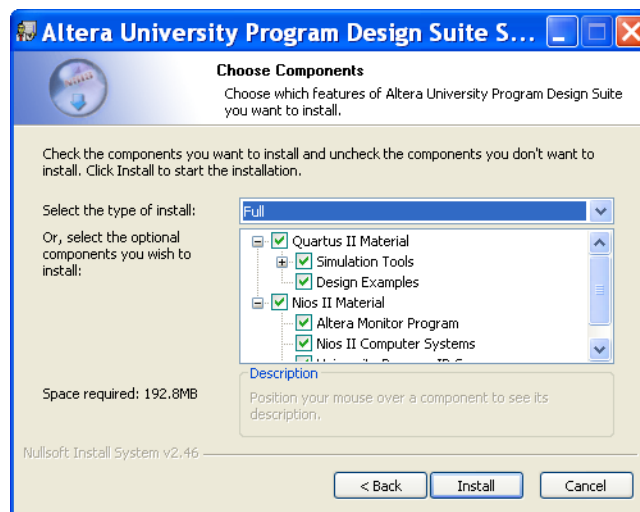 Altera University Program Design Suite S...
Choose Components
Choose which features of Altera University Program Design Suite
you want to install.
Check the components you want to install and uncheck the components you don't want to
install. Click Install to start the installation.
Select the type of install:
Full
Or, select the optional
components you wish to
install:
Quartus II Material
Simulation Tools
Design Examples
Nios II Material
Altera Monitor Program
Nios II Computer Systems
Space required: 192.8MB
Description
Position your mouse over a component to see its
description.
Nullsoft Install System v2.46
< Back
Install
Cancel